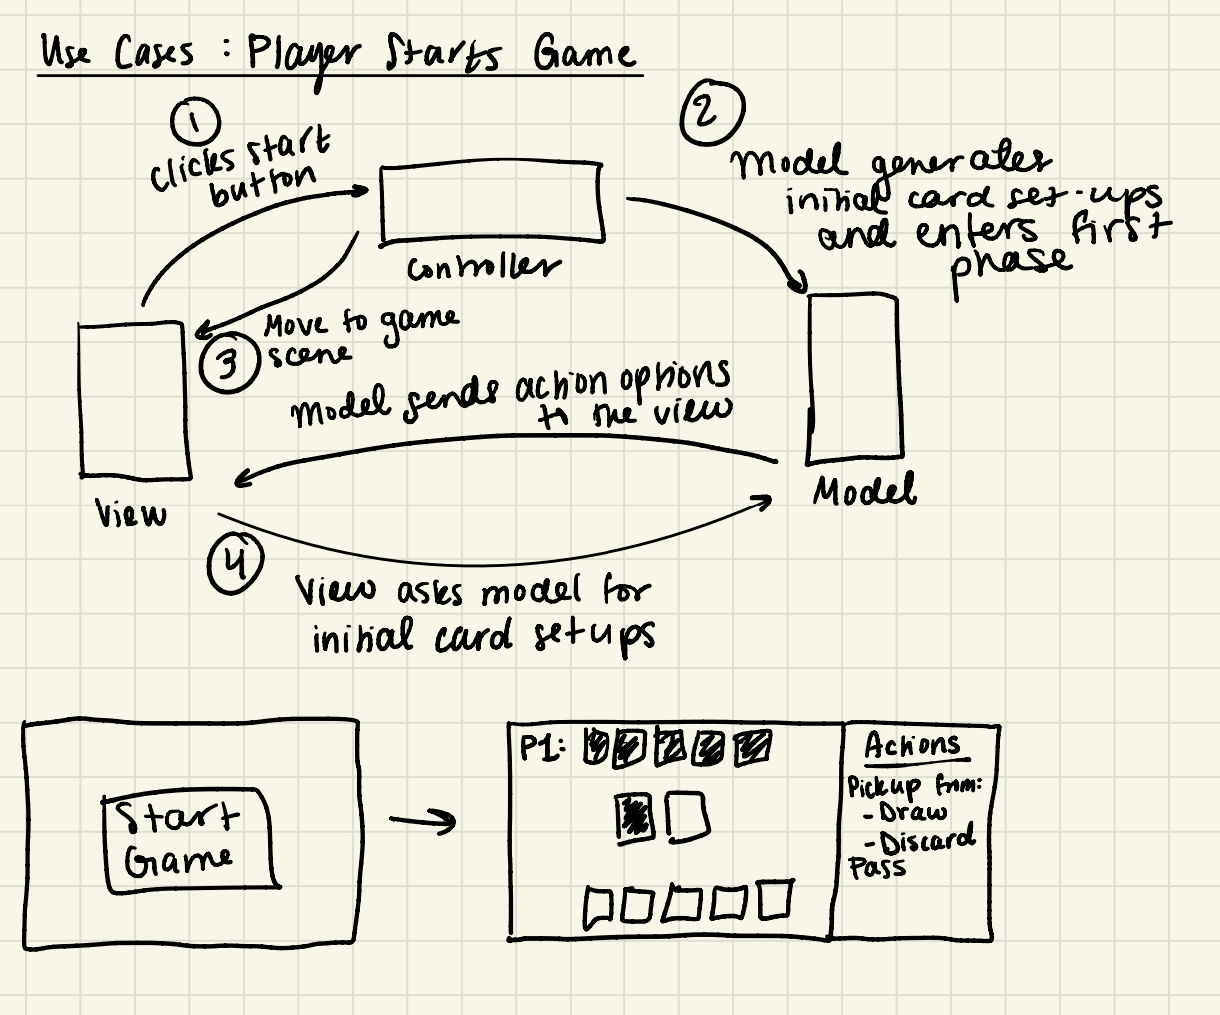 Use Cases : Player Starts Game
1
clicks start
button
2
Model generates
initial card set-ups
and enters first
phase
controller
3
Move to game
scene
Model sends action options
to the view
View
Model
4
View asks model for
initial card setups
Start
Game
P1:
Actions
Pickup from:
- Draw
- Discard
Pass